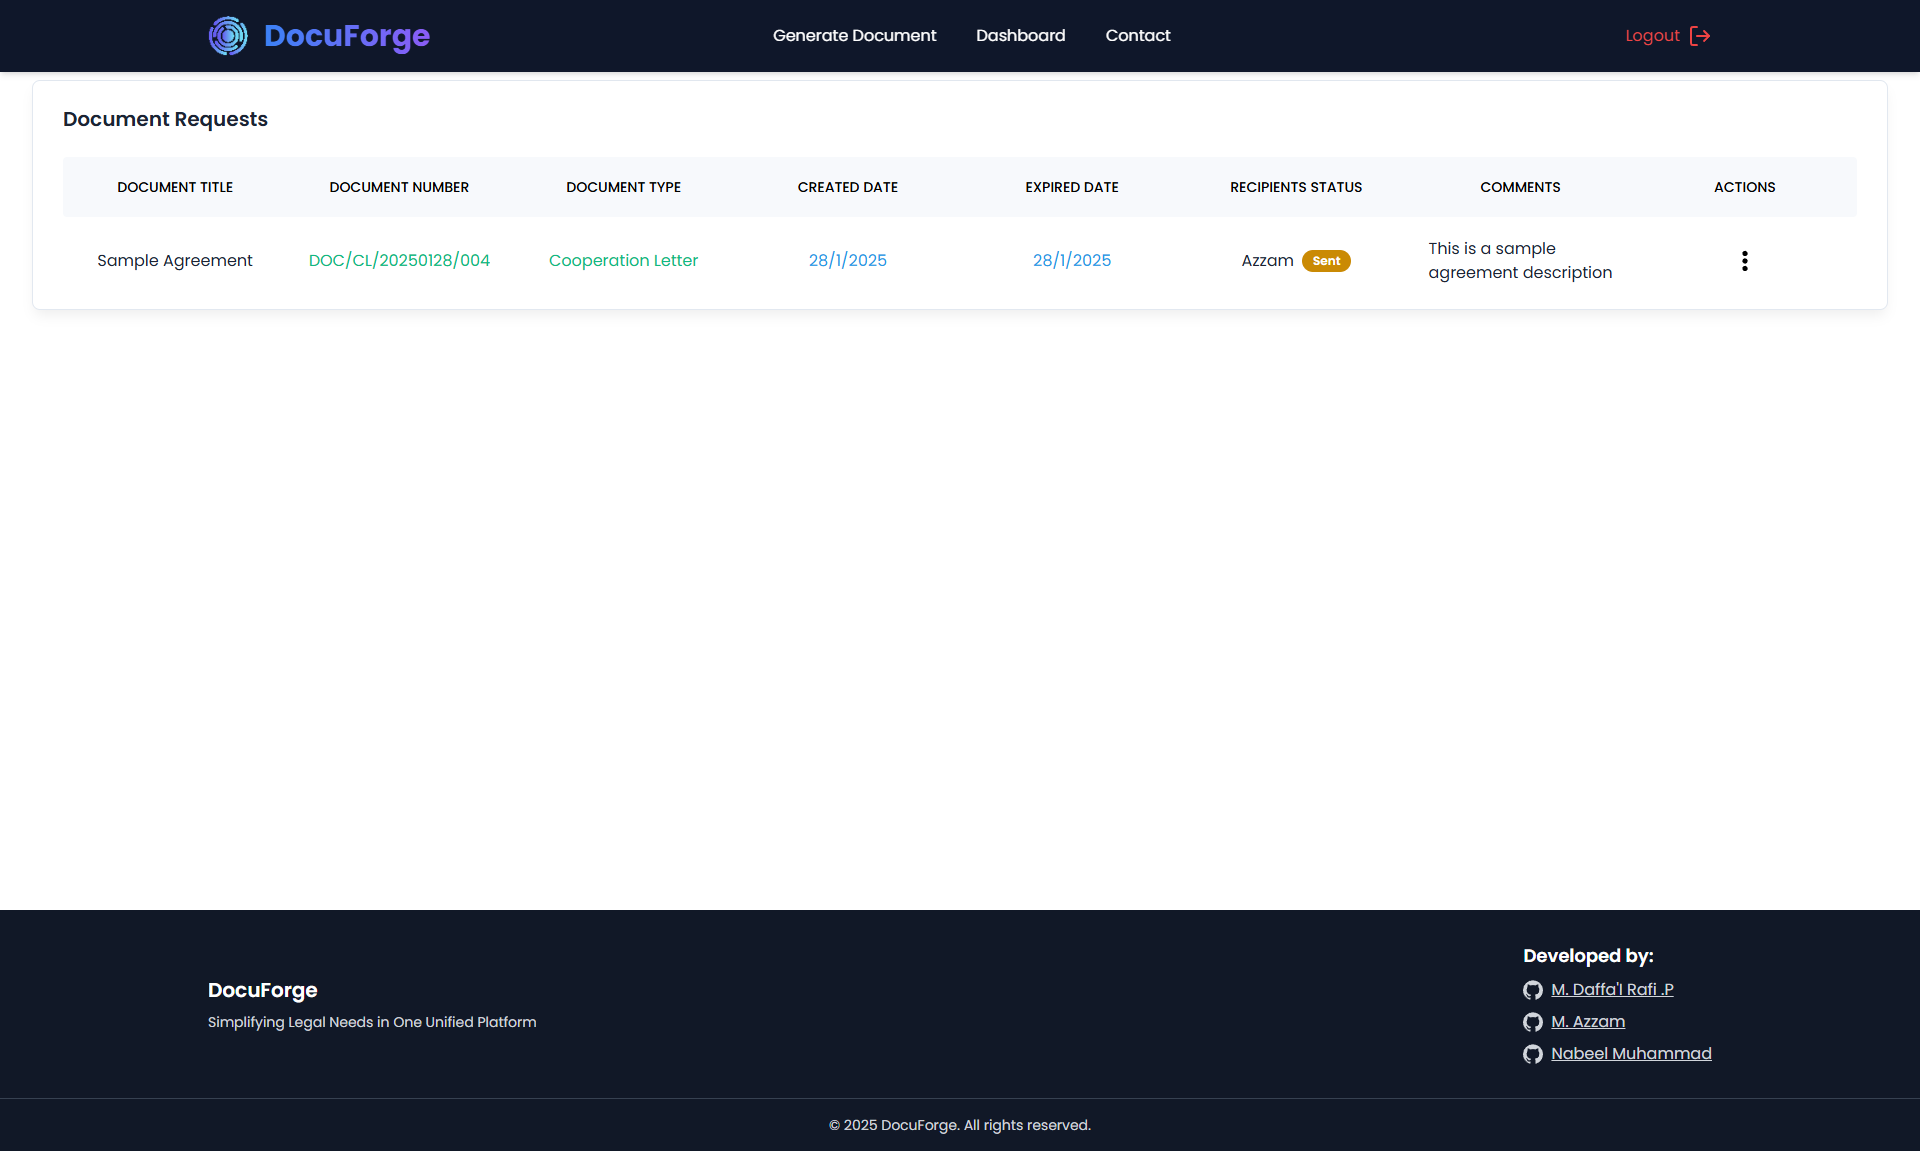 DocuForge
Generate Document
Dashboard
Contact
Logout
Document Requests
DOCUMENT TITLE
DOCUMENT NUMBER
DOCUMENT TYPE
CREATED DATE
EXPIRED DATE
RECIPIENTS STATUS
COMMENTS
ACTIONS
Sample Agreement
DOC/CL/20250128/004
Cooperation Letter
28/1/2025
28/1/2025
Azzam Sent
This is a sample
agreement description
DocuForge
Simplifying Legal Needs in One Unified Platform
Developed by:
M. Daffa'I Rafi .P
M. Azzam
Nabeel Muhammad
© 2025 DocuForge. All rights reserved.